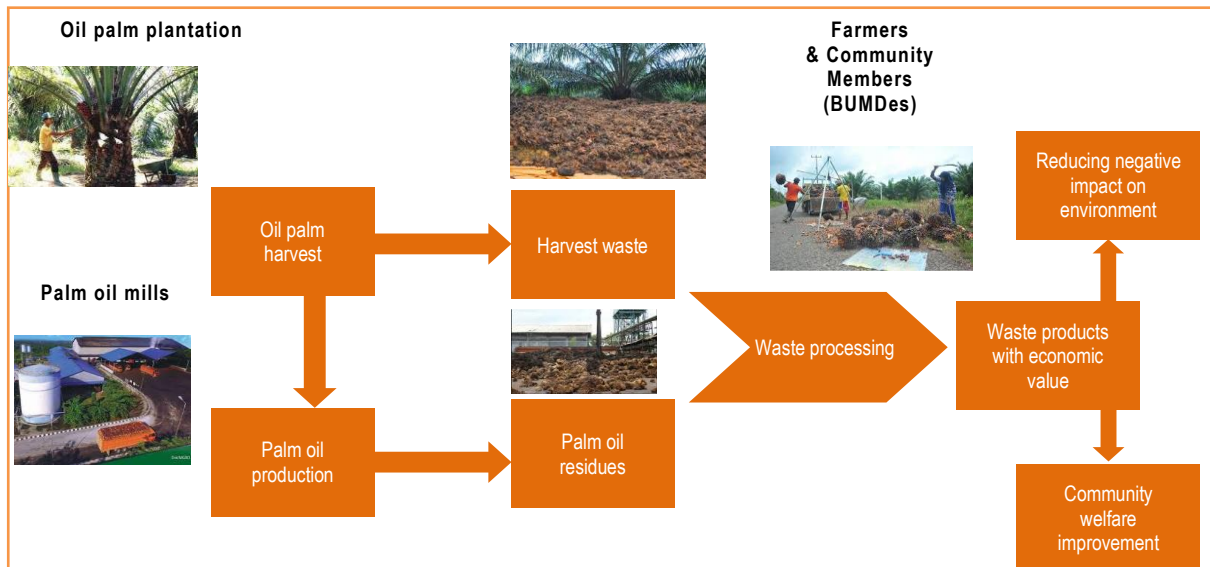 Oil palm plantation
Farmers
& Community
Members
(BUMDes)
Reducing negative
impact on
environment
Oil palm
harvest
Harvest waste
Palm oil mills
Waste processing
Waste products
with economic
value
Palm oil
production
Palm oil
residues
Community
welfare
improvement